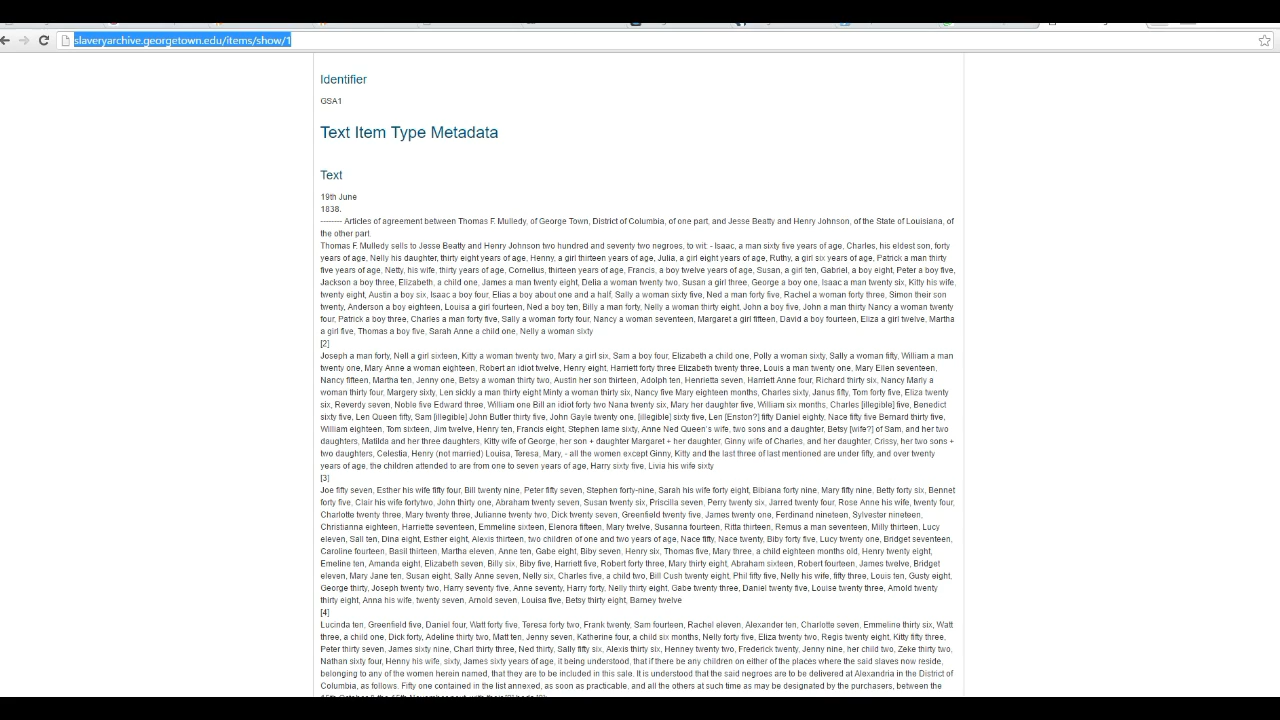 slaveryarchive.georgetown.edu/items/show/1
Identifier
GSA1
Text Item Type Metadata
Text
19th June
1838.
-------- Articles of agreement between Thomas F. Mulledy, of George Town, District of Columbia, of one part, and Jesse Beatty and Henry Johnson, of the State of Louisiana, of
the other part.
Thomas F. Mulledy sells to Jesse Beatty and Henry Johnson two hundred and seventy two negroes, to wit: - Isaac, a man sixty five years of age, Charles, his eldest son, forty
years of age, Nelly his daughter, thirty eight years of age, Henny, a girl thirteen years of age, Julia, a girl eight years of age, Ruthy, a girl six years of age, Patrick a man thirty
five years of age, Netty, his wife, thirty years of age, Cornelius, thirteen years of age, Francis, a boy twelve years of age, Susan, a girl ten, Gabriel, a boy eight, Peter a boy five,
Jackson a boy three, Elizabeth, a child one, James a man twenty eight, Delia a woman twenty two, Susan a girl three, George a boy one, Isaac a man twenty six, Kitty his wife,
twenty eight, Austin a boy six, Isaac a boy four, Elias a boy about one and a half, Sally a woman sixty five, Ned a man forty five, Rachel a woman forty three, Simon their son
twenty, Anderson a boy eighteen, Louisa a girl fourteen, Ned a boy ten, Billy a man forty, Nelly a woman thirty eight, John a boy five, John a man thirty Nancy a woman twenty
four, Patrick a boy three, Charles a man forty five, Sally a woman forty four, Nancy a woman seventeen, Margaret a girl fifteen, David a boy fourteen, Eliza a girl twelve, Martha
a girl five, Thomas a boy five, Sarah Anne a child one, Nelly a woman sixty
[2]
Joseph a man forty, Nell a girl sixteen, Kitty a woman twenty two, Mary a girl six, Sam a boy four, Elizabeth a child one, Polly a woman sixty, Sally a woman fifty, William a man
twenty one, Mary Anne a woman eighteen, Robert an idiot twelve, Henry eight, Harriett forty three Elizabeth twenty three, Louis a man twenty one, Mary Ellen seventeen,
Nancy fifteen, Martha ten, Jenny one, Betsy a woman thirty two, Austin her son thirteen, Adolph ten, Henrietta seven, Harriett Anne four, Richard thirty six, Nancy Marly a
woman thirty four, Margery sixty, Len sickly a man thirty eight Minty a woman thirty six, Nancy five Mary eighteen months, Charles sixty, Janus fifty, Tom forty five, Eliza twenty
six, Reverdy seven, Noble five Edward three, William one Bill an idiot forty two Nana twenty six, Mary her daughter five, William six months, Charles [illegible] five, Benedict
sixty five, Len Queen fifty, Sam [illegible] John Butler thirty five, John Gayle twenty one, [illegible] sixty five, Len [Enston?] fifty Daniel eighty, Nace fifty five Bernard thirty five,
William eighteen, Tom sixteen, Jim twelve, Henry ten, Francis eight, Stephen lame sixty, Anne Ned Queen's wife, two sons and a daughter, Betsy [wife?] of Sam, and her two
daughters, Matilda and her three daughters, Kitty wife of George, her son + daughter Margaret + her daughter, Ginny wife of Charles, and her daughter, Crissy, her two sons +
two daughters, Celestia, Henry (not married) Louisa, Teresa, Mary, - all the women except Ginny, Kitty and the last three of last mentioned are under fifty, and over twenty
years of age, the children attended to are from one to seven years of age, Harry sixty five, Livia his wife sixty
[3]
Joe fifty seven, Esther his wife fifty four, Bill twenty nine, Peter fifty seven, Stephen forty-nine, Sarah his wife forty eight, Bibiana forty nine, Mary fifty nine, Betty forty six, Bennet
forty five, Clair his wife fortytwo, John thirty one, Abraham twenty seven, Susan twenty six, Priscilla seven, Perry twenty six, Jarred twenty four, Rose Anne his wife, twenty four,
Charlotte twenty three, Mary twenty three, Julianne twenty two, Dick twenty seven, Greenfield twenty five, James twenty one, Ferdinand nineteen, Sylvester nineteen,
Christianna eighteen, Harriette seventeen, Emmeline sixteen, Elenora fifteen, Mary twelve, Susanna fourteen, Ritta thirteen, Remus a man seventeen, Milly thirteen, Lucy
eleven, Sall ten, Dina eight, Esther eight, Alexis thirteen, two children of one and two years of age, Nace fifty, Nace twenty, Biby forty five, Lucy twenty one, Bridget seventeen,
Caroline fourteen, Basil thirteen, Martha eleven, Anne ten, Gabe eight, Biby seven, Henry six, Thomas five, Mary three, a child eighteen months old, Henry twenty eight,
Emeline ten, Amanda eight, Elizabeth seven, Billy six, Biby five, Harriett five, Robert forty three, Mary thirty eight, Abraham sixteen, Robert fourteen, James twelve, Bridget
eleven, Mary Jane ten, Susan eight, Sally Anne seven, Nelly six, Charles five, a child two, Bill Cush twenty eight, Phil fifty five, Nelly his wife, fifty three, Louis ten, Gusty eight,
George thirty, Joseph twenty two, Harry seventy five, Anne seventy, Harry forty, Nelly thirty eight, Gabe twenty three, Daniel twenty five, Louise twenty three, Arnold twenty
thirty eight, Anna his wife, twenty seven, Arnold seven, Louisa five, Betsy thirty eight, Barney twelve
[4]
Lucinda ten, Greenfield five, Daniel four, Watt forty five, Teresa forty two, Frank twenty, Sam fourteen, Rachel eleven, Alexander ten, Charlotte seven, Emmeline thirty six, Watt
three, a child one, Dick forty, Adeline thirty two, Matt ten, Jenny seven, Katherine four, a child six months, Nelly forty five, Eliza twenty two, Regis twenty eight, Kitty fifty three,
Peter thirty seven, James sixty nine, Charl thirty three, Ned thirty, Sally fifty six, Alexis thirty six, Henney twenty two, Frederick twenty, Jenny nine, her child two, Zeke thirty two,
Nathan sixty four, Henny his wife, sixty, James sixty years of age, it being understood, that if there be any children on either of the places where the said slaves now reside,
belonging to any of the women herein named, that they are to be included in this sale. It is understood that the said negroes are to be delivered at Alexandria in the District of
Columbia, as follows. Fifty one contained in the list annexed, as soon as practicable, and all the others at such time as may be designated by the purchasers, between the